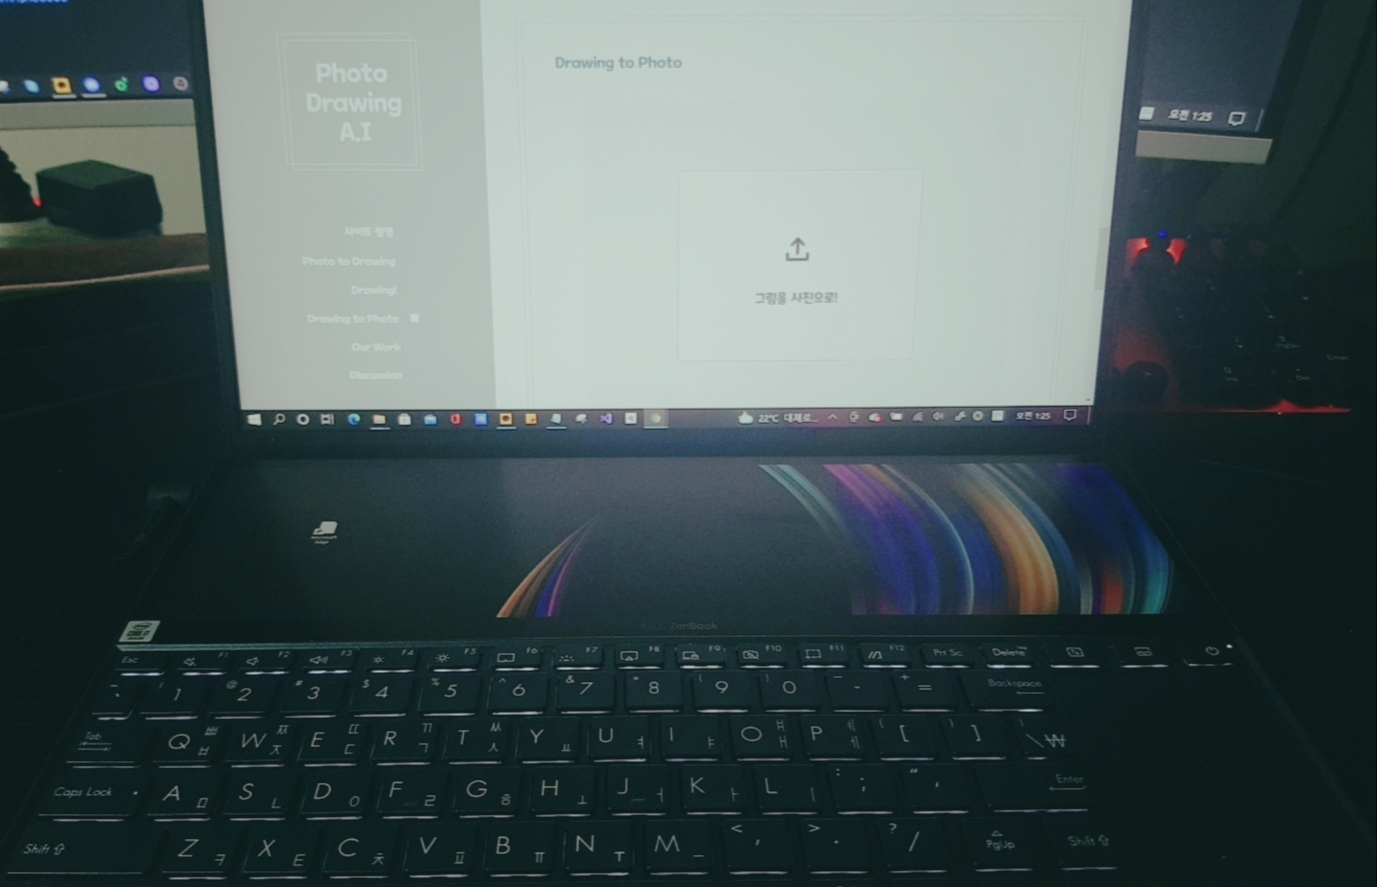 Photo
Drawing
A.I
사이트 설명
Photo to Drawing
Drawing!
Drawing to Photo
Our Work
Discussion
Drawing to Photo
그림을 사진으로!
오전 1:25
22°C 대체로...
오전 1:25
ASUS ZenBook
Esc F1 F2 F3 F4 F5 F6 F7 F8 F9 F10 F11 F12 Prt Sc Delete
~ ` ! 1 @ 2 # 3 $ 4 % 5 ^ 6 & 7 * 8 ( 9 ) 0 _ - + = Backspace
Tab Q ㅃ ㅂ W ㅉ ㅈ E ㄸ ㄷ R ㄲ ㄱ T ㅆ ㅅ Y ㅛ U ㅕ I ㅑ O ㅒ ㅐ P ㅖ ㅔ { [ } ] | \ ₩
Caps Lock A ㅁ S ㄴ D ㅇ F ㄹ G ㅎ H ㅗ J ㅓ K ㅏ L ㅣ : ; " ' Enter
Shift Z ㅋ X ㅌ C ㅊ V ㅍ B ㅠ N ㅜ M ㅡ < , > . ? / PgUp Shift